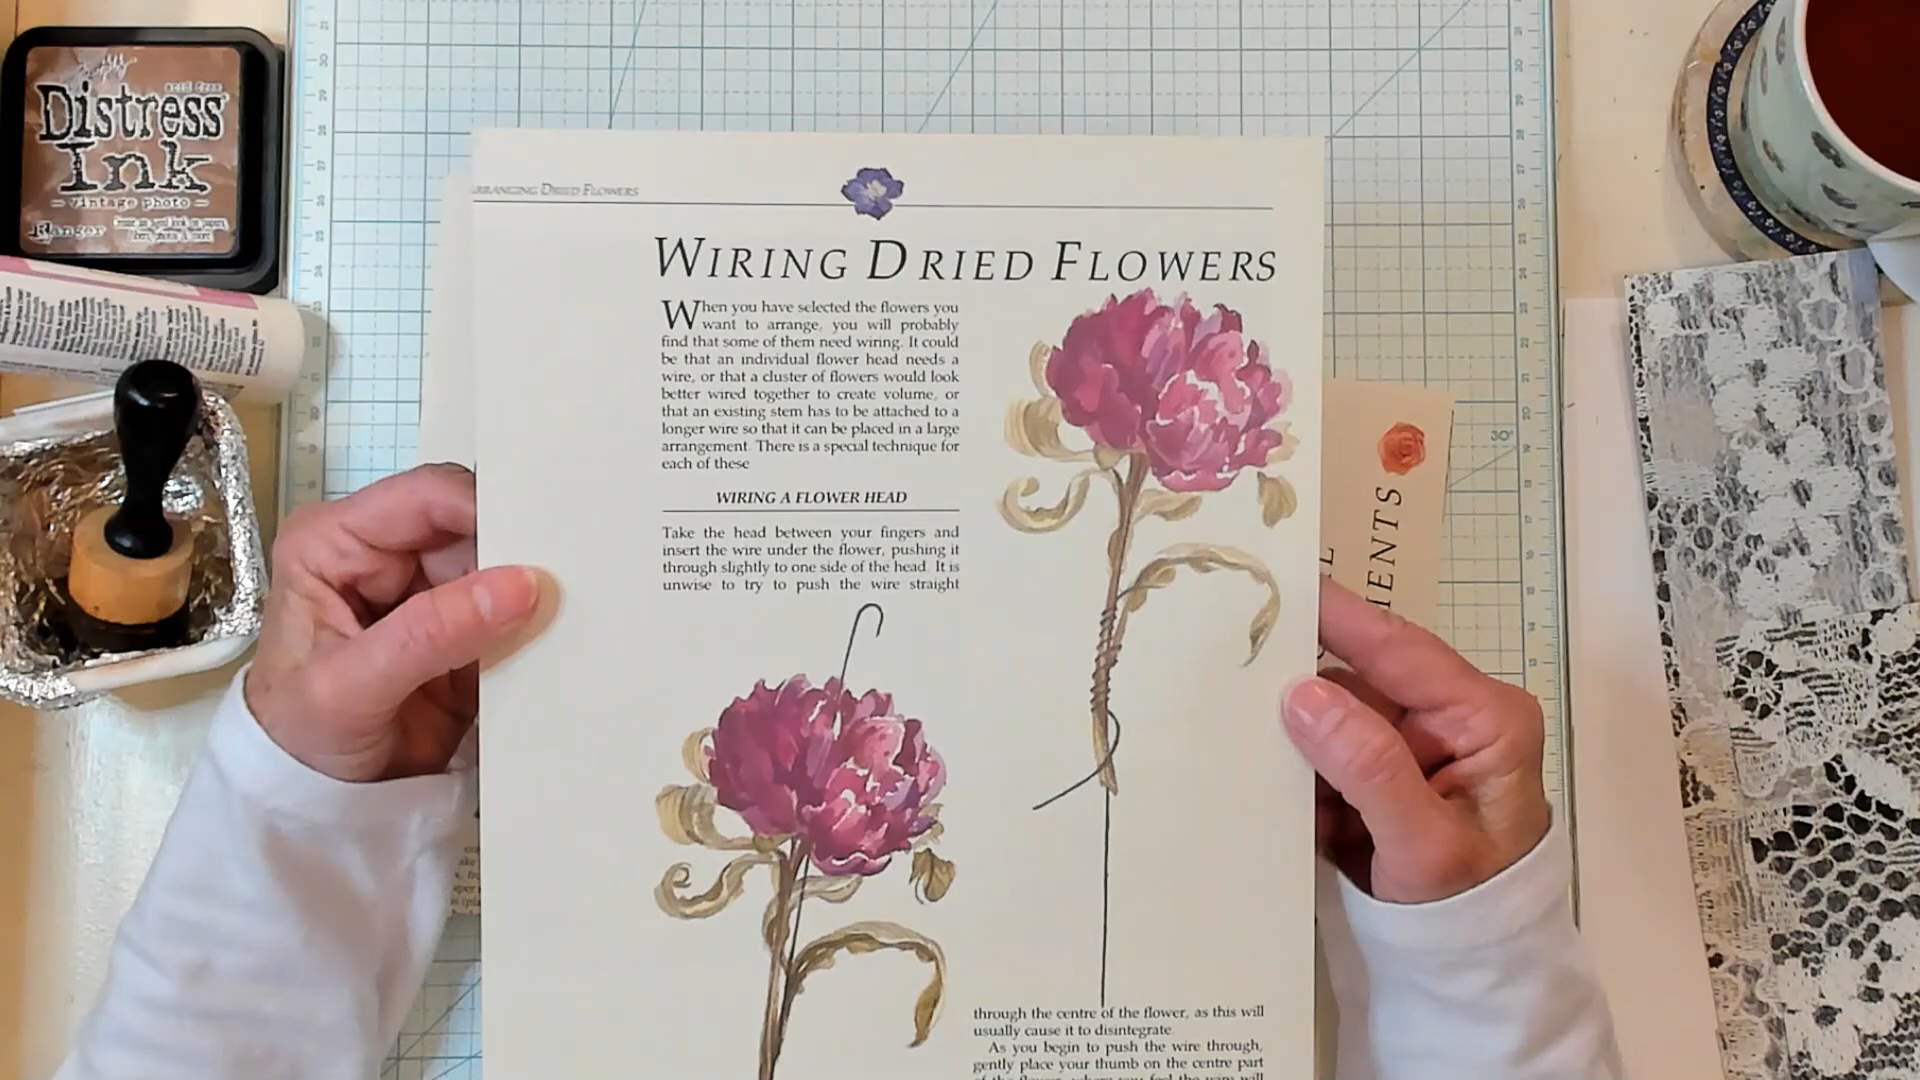 acid free
Distress
Ink
– vintage photo –
Ranger
ARRANGING DRIED FLOWERS
WIRING DRIED FLOWERS
When you have selected the flowers you
want to arrange, you will probably
find that some of them need wiring. It could
be that an individual flower head needs a
wire, or that a cluster of flowers would look
better wired together to create volume, or
that an existing stem has to be attached to a
longer wire so that it can be placed in a large
arrangement. There is a special technique for
each of these
WIRING A FLOWER HEAD
Take the head between your fingers and
insert the wire under the flower, pushing it
through slightly to one side of the head. It is
unwise to try to push the wire straight
through the centre of the flower, as this will
usually cause it to disintegrate
As you begin to push the wire through,
gently place your thumb on the centre part
IENTS
30°